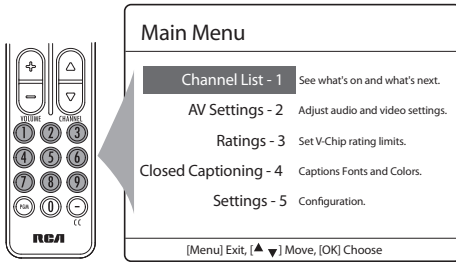 Main Menu
Channel List - 1 See what's on and what's next.
AV Settings - 2 Adjust audio and video settings.
Ratings - 3 Set V-Chip rating limits.
Closed Captioning - 4 Captions Fonts and Colors.
Settings - 5 Configuration.
[Menu] Exit, [▲ ▼] Move, [OK] Choose
VOLUME CHANNEL
1 2 3
4 5 6
7 8 9
PGM 0 –
CC
RCA